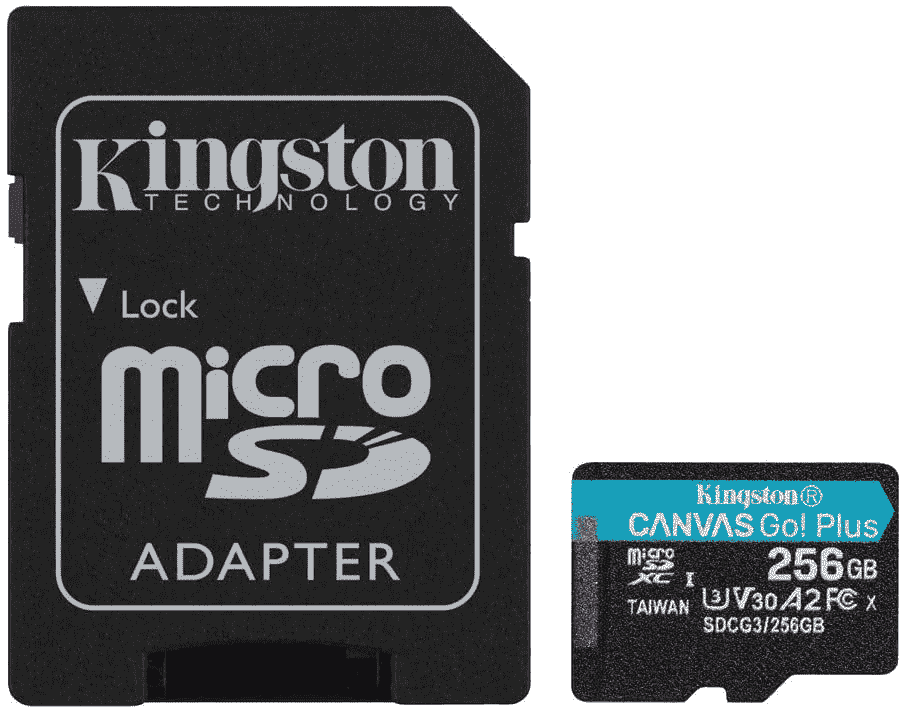 Kingston
TECHNOLOGY
Lock
micro
SD
ADAPTER
Kingston®
CANVAS Go! Plus
micro
SD
XC I
256GB
TAIWAN U3 V30 A2 FC X
SDCG3/256GB